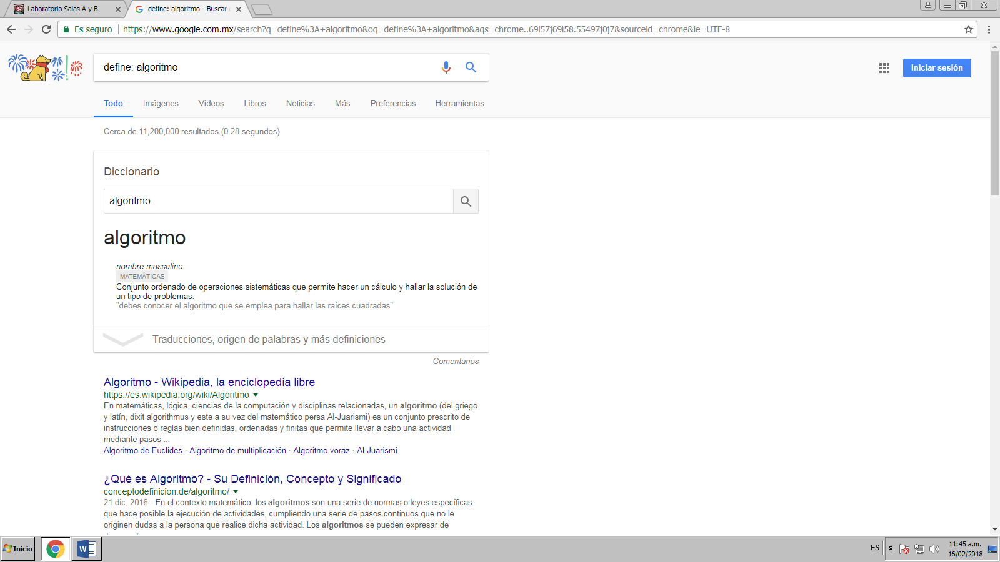 Laboratorio Salas A y B
define: algoritmo - Buscar
Es seguro
https://www.google.com.mx/search?q=define%3A+algoritmo&oq=define%3A+algoritmo&aqs=chrome..69i57j69i58.55497j0j7&sourceid=chrome&ie=UTF-8
define: algoritmo
Iniciar sesión
Todo
Imágenes
Vídeos
Libros
Noticias
Más
Preferencias
Herramientas
Cerca de 11,200,000 resultados (0.28 segundos)
Diccionario
algoritmo
algoritmo
nombre masculino
MATEMÁTICAS
Conjunto ordenado de operaciones sistemáticas que permite hacer un cálculo y hallar la solución de
un tipo de problemas.
"debes conocer el algoritmo que se emplea para hallar las raíces cuadradas"
Traducciones, origen de palabras y más definiciones
Comentarios
Algoritmo - Wikipedia, la enciclopedia libre
https://es.wikipedia.org/wiki/Algoritmo
En matemáticas, lógica, ciencias de la computación y disciplinas relacionadas, un algoritmo (del griego
y latín, dixit algorithmus y este a su vez del matemático persa Al-Juarismi) es un conjunto prescrito de
instrucciones o reglas bien definidas, ordenadas y finitas que permite llevar a cabo una actividad
mediante pasos ...
Algoritmo de Euclides · Algoritmo de multiplicación · Algoritmo voraz · Al-Juarismi
¿Qué es Algoritmo? - Su Definición, Concepto y Significado
conceptodefinicion.de/algoritmo/
21 dic. 2016 - En el contexto matemático, los algoritmos son una serie de normas o leyes específicas
que hace posible la ejecución de actividades, cumpliendo una serie de pasos continuos que no le
originen dudas a la persona que realice dicha actividad. Los algoritmos se pueden expresar de
Inicio
ES
11:45 a.m.
16/02/2018